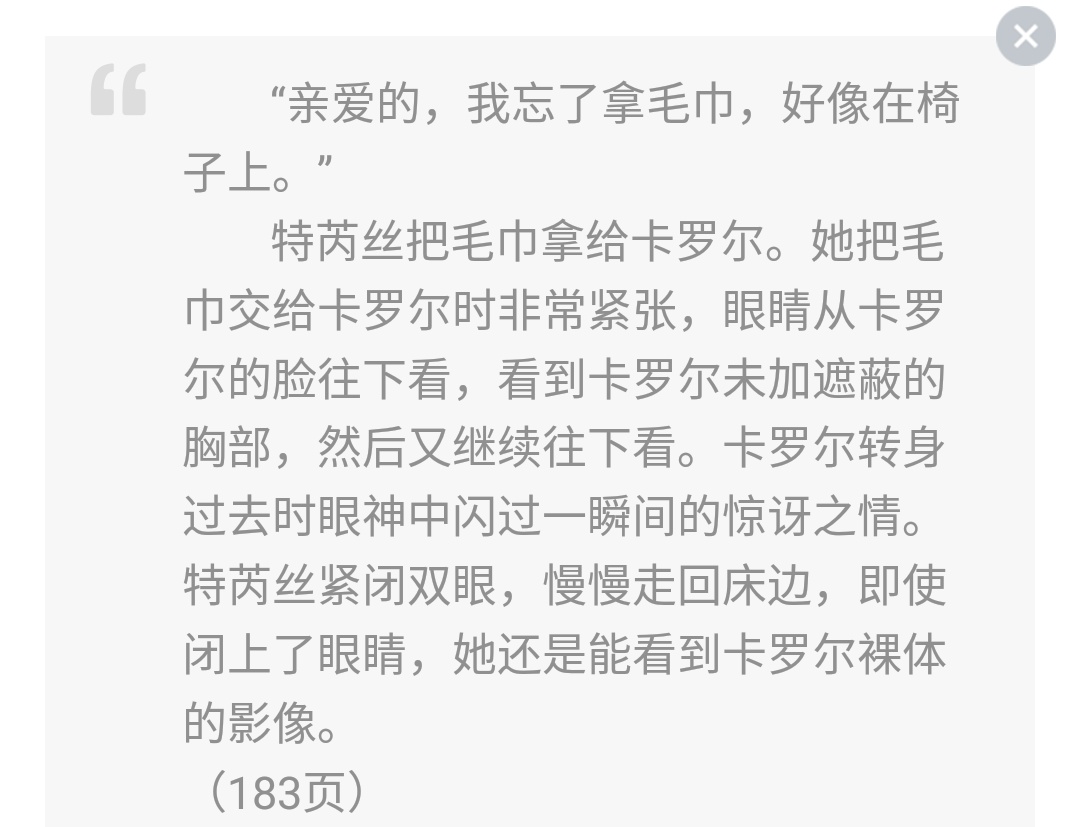 “亲爱的，我忘了拿毛巾，好像在椅
子上。”
特芮丝把毛巾拿给卡罗尔。她把毛
巾交给卡罗尔时非常紧张，眼睛从卡罗
尔的脸往下看，看到卡罗尔未加遮蔽的
胸部，然后又继续往下看。卡罗尔转身
过去时眼神中闪过一瞬间的惊讶之情。
特芮丝紧闭双眼，慢慢走回床边，即使
闭上了眼睛，她还是能看到卡罗尔裸体
的影像。
（183页）